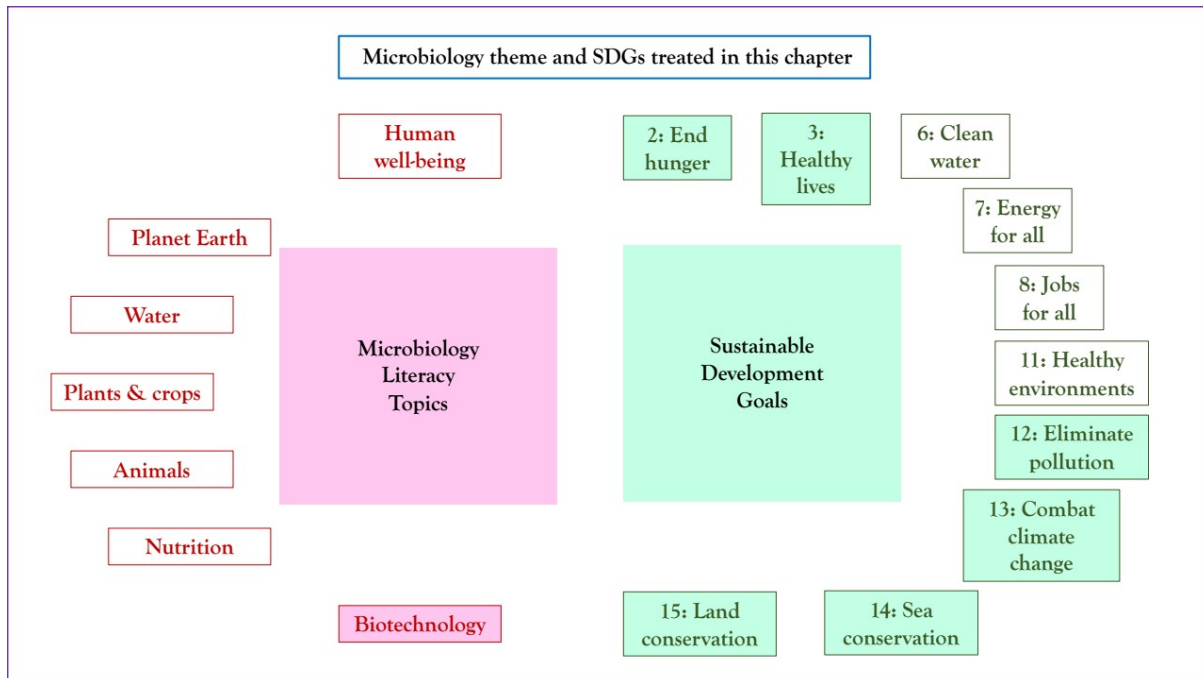 Microbiology theme and SDGs treated in this chapter
Human
well-being
Planet Earth
Water
Plants & crops
Animals
Nutrition
Biotechnology
Microbiology
Literacy
Topics
Sustainable
Development
Goals
2: End
hunger
3:
Healthy
lives
6: Clean
water
7: Energy
for all
8: Jobs
for all
11: Healthy
environments
12: Eliminate
pollution
13: Combat
climate
change
14: Sea
conservation
15: Land
conservation